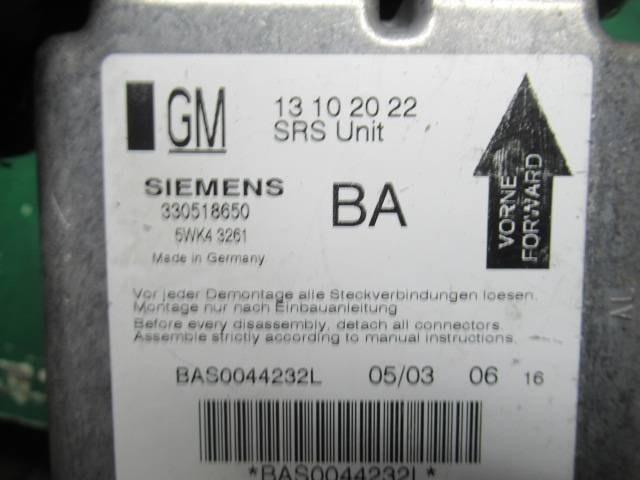 GM
13 10 20 22
SRS Unit
SIEMENS
330518650
5WK4 3261
Made in Germany
BA
VORNE
FORWARD
Vor jeder Demontage alle Steckverbindungen loesen.
Montage nur nach Einbauanleitung
Before every disassembly, detach all connectors.
Assemble strictly according to manual instructions.
BAS0044232L 05/03 06 16
*BAS0044232L*